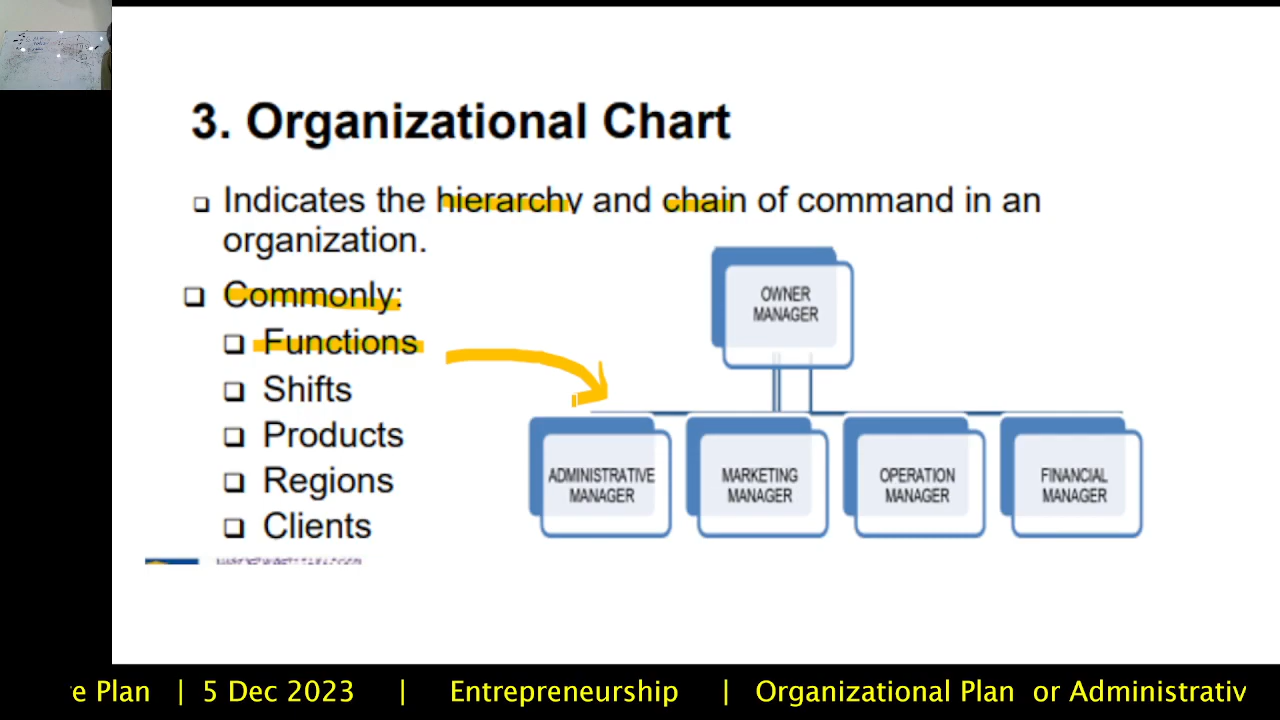 3. Organizational Chart
Indicates the hierarchy and chain of command in an
organization.
Commonly:
Functions
Shifts
Products
Regions
Clients
OWNER
MANAGER
ADMINISTRATIVE
MANAGER
MARKETING
MANAGER
OPERATION
MANAGER
FINANCIAL
MANAGER
e Plan | 5 Dec 2023 | Entrepreneurship | Organizational Plan or Administrativ